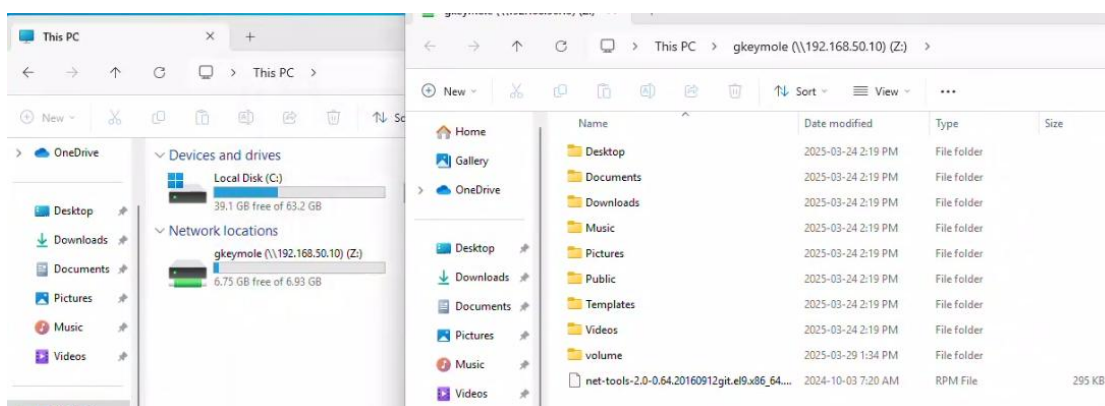 This PC
This PC
New
OneDrive
Desktop
Downloads
Documents
Pictures
Music
Videos
Devices and drives
Local Disk (C:)
39.1 GB free of 63.2 GB
Network locations
gkeymole (\\192.168.50.10) (Z:)
6.75 GB free of 6.93 GB
This PC > gkeymole (\\192.168.50.10) (Z:) >
New Sort View ...
Home
Gallery
OneDrive
Desktop
Downloads
Documents
Pictures
Music
Videos
Name Date modified Type Size
Desktop 2025-03-24 2:19 PM File folder
Documents 2025-03-24 2:19 PM File folder
Downloads 2025-03-24 2:19 PM File folder
Music 2025-03-24 2:19 PM File folder
Pictures 2025-03-24 2:19 PM File folder
Public 2025-03-24 2:19 PM File folder
Templates 2025-03-24 2:19 PM File folder
Videos 2025-03-24 2:19 PM File folder
volume 2025-03-29 1:34 PM File folder
net-tools-2.0-0.64.20160912git.el9.x86_64.... 2024-10-03 7:20 AM RPM File 295 KB